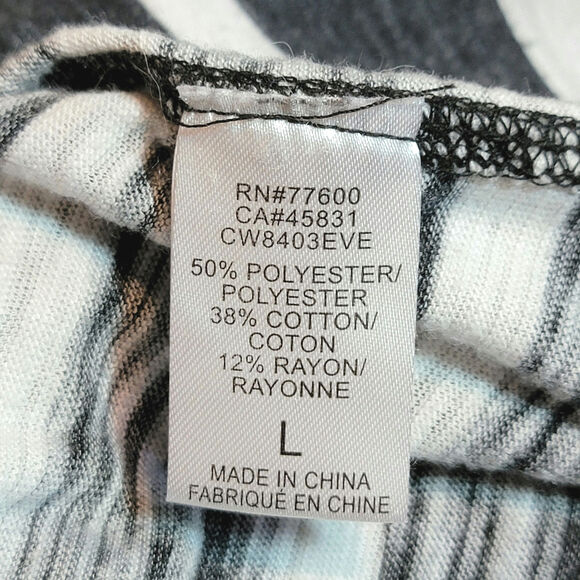 RN#77600
CA#45831
CW8403EVE
50% POLYESTER/
POLYESTER
38% COTTON/
COTON
12% RAYON/
RAYONNE
L
MADE IN CHINA
FABRIQUÉ EN CHINE